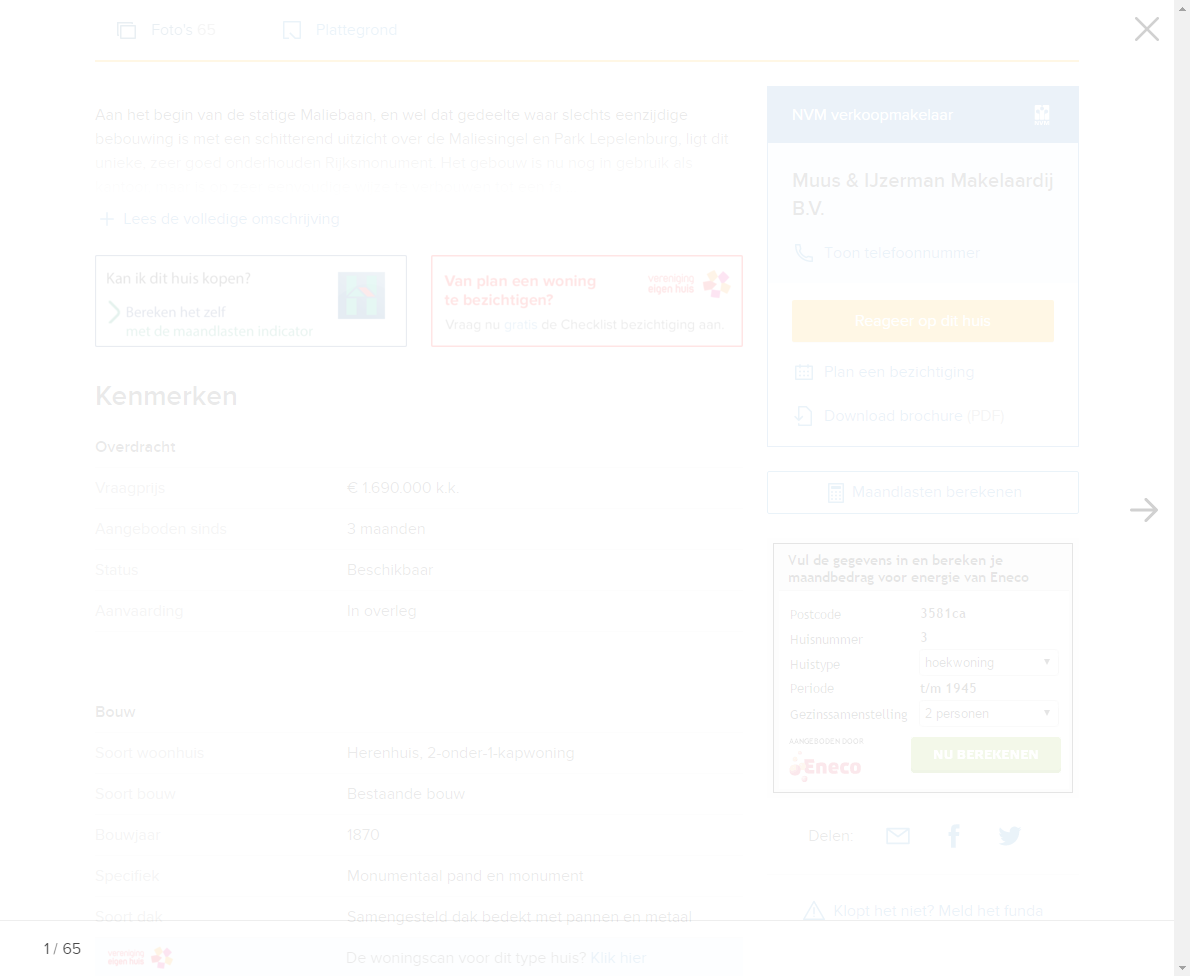 Foto's 65
Plattegrond
Aan het begin van de statige Maliebaan, en wel dat gedeelte waar slechts eenzijdige
bebouwing is met een schitterend uitzicht over de Maliesingel en Park Lepelenburg, ligt dit
unieke, zeer goed onderhouden Rijksmonument. Het gebouw is nu nog in gebruik als
Lees de volledige omschrijving
Kan ik dit huis kopen?
Bereken het zelf
met de maandlasten indicator
Van plan een woning
te bezichtigen?
vereniging
eigen huis
Vraag nu gratis de Checklist bezichtiging aan.
Kenmerken
Overdracht
Vraagprijs € 1.690.000 k.k.
Aangeboden sinds 3 maanden
Status Beschikbaar
Aanvaarding In overleg
Bouw
Soort woonhuis Herenhuis, 2-onder-1-kapwoning
Soort bouw Bestaande bouw
Bouwjaar 1870
Specifiek Monumentaal pand en monument
Soort dak Samengesteld dak bedekt met pannen en metaal
vereniging
eigen huis
De woningscan voor dit type huis? Klik hier
NVM verkoopmakelaar
Muus & IJzerman Makelaardij
B.V.
Toon telefoonnummer
Reageer op dit huis
Plan een bezichtiging
Download brochure (PDF)
Maandlasten berekenen
Vul de gegevens in en bereken je
maandbedrag voor energie van Eneco
Postcode 3581ca
Huisnummer 3
Huistype hoekwoning
Periode t/m 1945
Gezinssamenstelling 2 personen
AANGEBODEN DOOR
Eneco
NU BEREKENEN
Delen:
Klopt het niet? Meld het funda
1 / 65